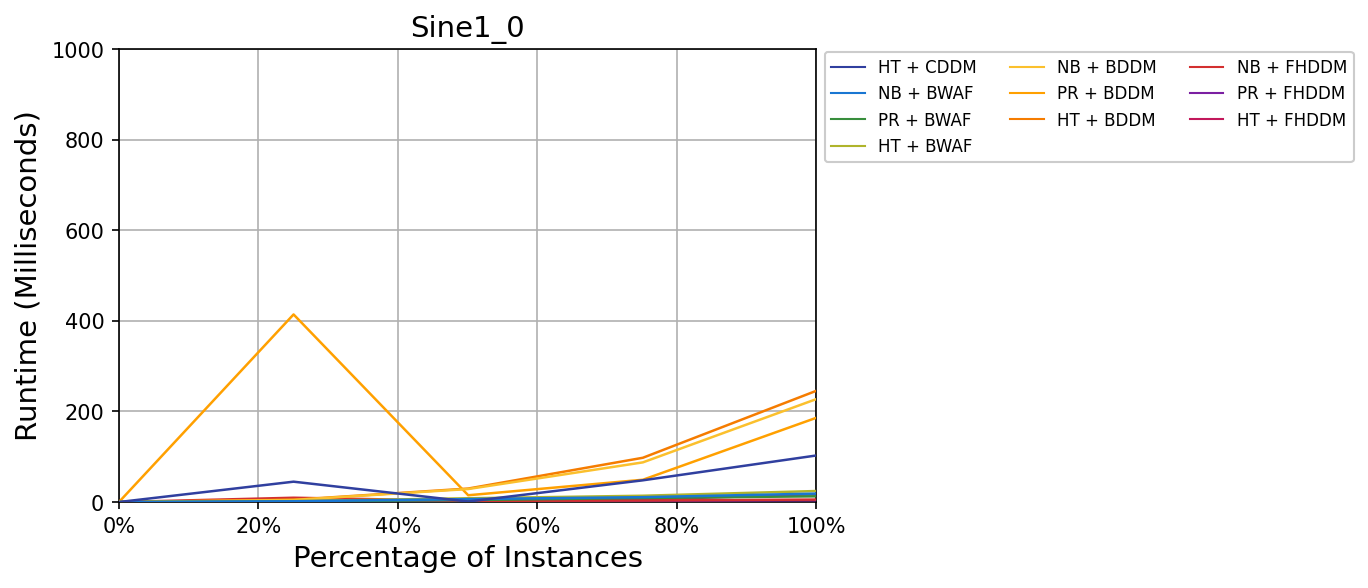 Sine1_0
1000
800
600
400
200
0
Runtime (Milliseconds)
0% 20% 40% 60% 80% 100%
Percentage of Instances
HT + CDDM NB + BDDM NB + FHDDM
NB + BWAF PR + BDDM PR + FHDDM
PR + BWAF HT + BDDM HT + FHDDM
HT + BWAF